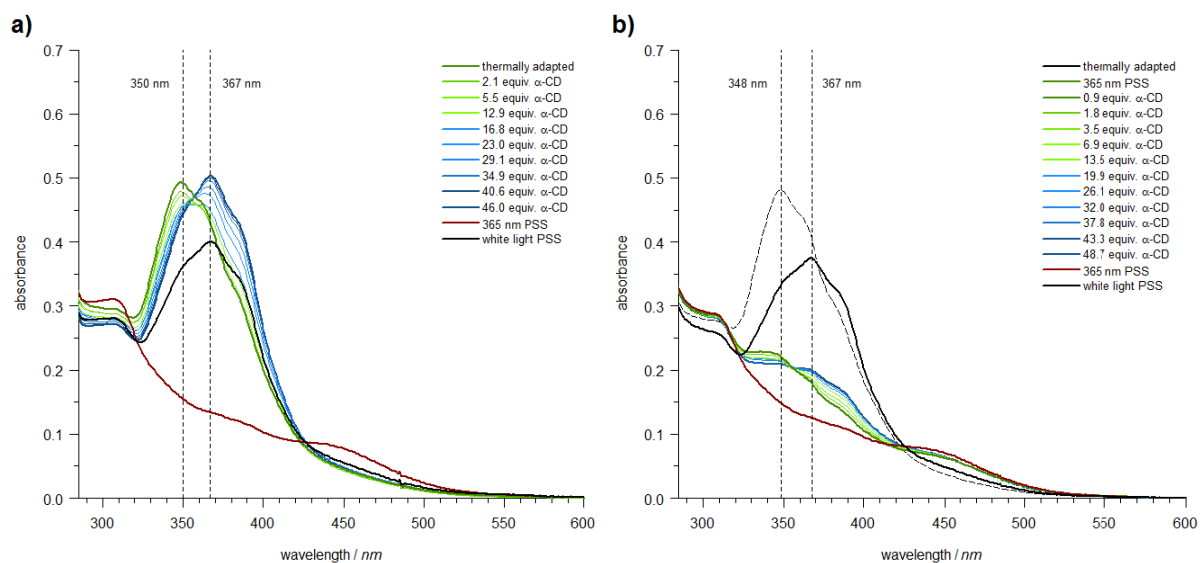 a)
0.7
0.6
0.5
0.4
0.3
0.2
0.1
0.0
absorbance
350 nm
367 nm
thermally adapted
2.1 equiv. α-CD
5.5 equiv. α-CD
12.9 equiv. α-CD
16.8 equiv. α-CD
23.0 equiv. α-CD
29.1 equiv. α-CD
34.9 equiv. α-CD
40.6 equiv. α-CD
46.0 equiv. α-CD
365 nm PSS
white light PSS
300 350 400 450 500 550 600
wavelength / nm
b)
0.7
0.6
0.5
0.4
0.3
0.2
0.1
0.0
absorbance
348 nm
367 nm
thermally adapted
365 nm PSS
0.9 equiv. α-CD
1.8 equiv. α-CD
3.5 equiv. α-CD
6.9 equiv. α-CD
13.5 equiv. α-CD
19.9 equiv. α-CD
26.1 equiv. α-CD
32.0 equiv. α-CD
37.8 equiv. α-CD
43.3 equiv. α-CD
48.7 equiv. α-CD
365 nm PSS
white light PSS
300 350 400 450 500 550 600
wavelength / nm